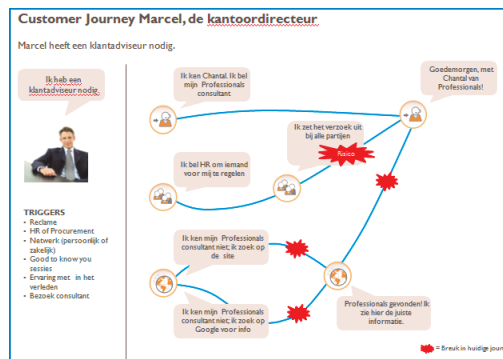 Customer Journey Marcel, de kantoordirecteur
Marcel heeft een klantadviseur nodig.
Ik heb een
klantadviseur nodig.
TRIGGERS
• Reclame
• HR of Procurement
• Netwerk (persoonlijk of
zakelijk)
• Good to know you
sessies
• Ervaring met in het
verleden
• Bezoek consultant
Ik ken Chantal. Ik bel
mijn Professionals
consultant
Goedemorgen, met
Chantal van
Professionals!
Ik zet het verzoek uit
bij alle partijen
Risico
Ik bel HR om iemand
voor mij te regelen
Ik ken mijn Professionals
consultant niet; ik zoek op
de site
Ik ken mijn Professionals
consultant niet; ik zoek op
Google voor info
Professionals gevonden! Ik
zie hier de juiste
informatie.
= Breuk in huidige jour